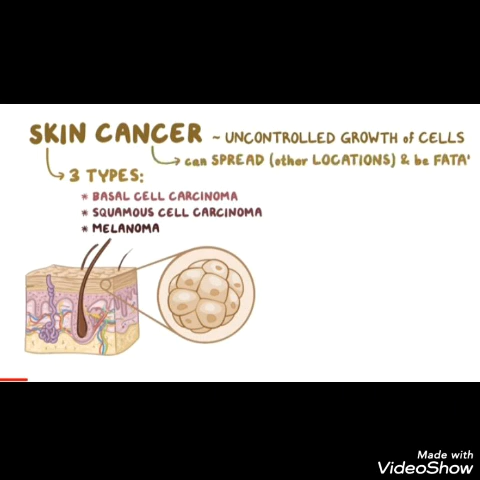 SKIN CANCER ~ UNCONTROLLED GROWTH of CELLS
can SPREAD (other LOCATIONS) & be FATA'
3 TYPES:
* BASAL CELL CARCINOMA
* SQUAMOUS CELL CARCINOMA
* MELANOMA
Made with
VideoShow